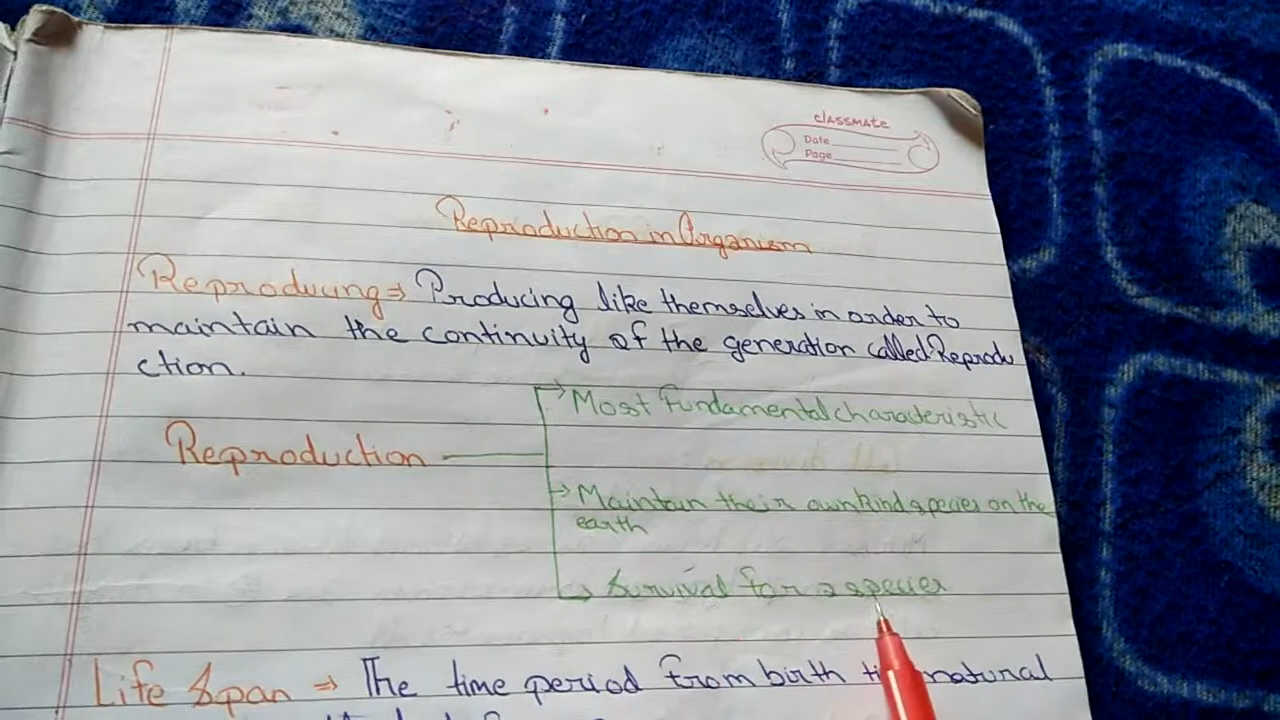 classmate
Date
Page
Reproduction in Organism
Reproducing ⇒ Producing like themselves in order to
maintain the continuity of the generation called Reprodu
ction.
Most Fundamental characteristic
Reproduction
Maintain their own kind species on the
earth
Survival for a species
Life Span ⇒ The time period from birth natural